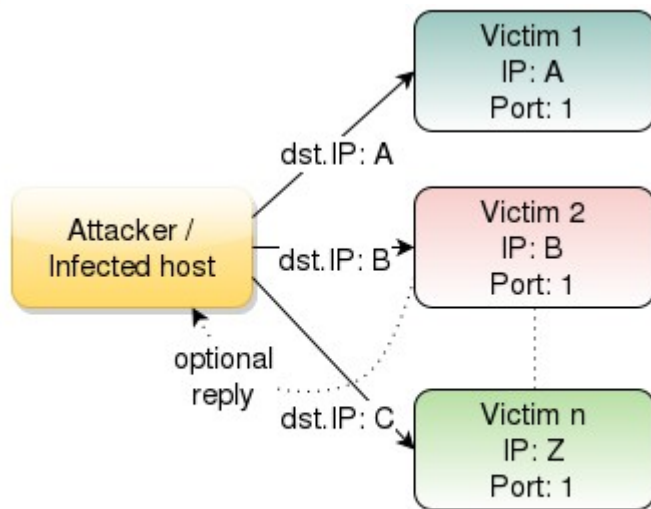 Victim 1
IP: A
Port: 1
dst.IP: A
Attacker /
Infected host
Victim 2
IP: B
Port: 1
dst.IP: B
optional
reply
dst.IP: C
Victim n
IP: Z
Port: 1